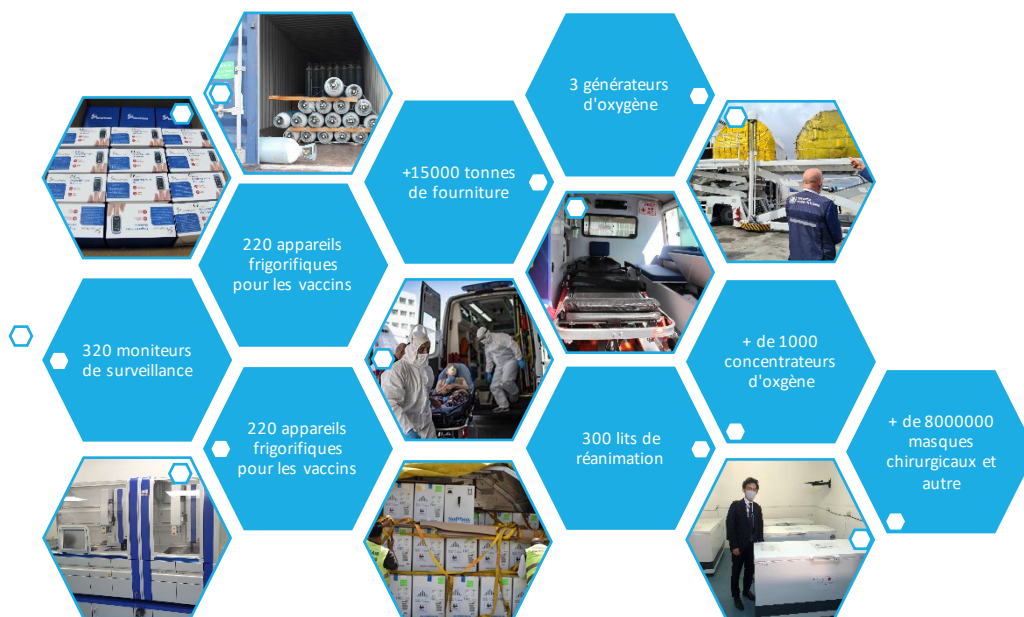 3 générateurs
d'oxygène
+15000 tonnes
de fourniture
220 appareils
frigorifiques
pour les vaccins
320 moniteurs
de surveillance
+ de 1000
concentrateurs
d'oxgène
220 appareils
frigorifiques
pour les vaccins
300 lits de
réanimation
+ de 8000000
masques
chirurgicaux et
autre